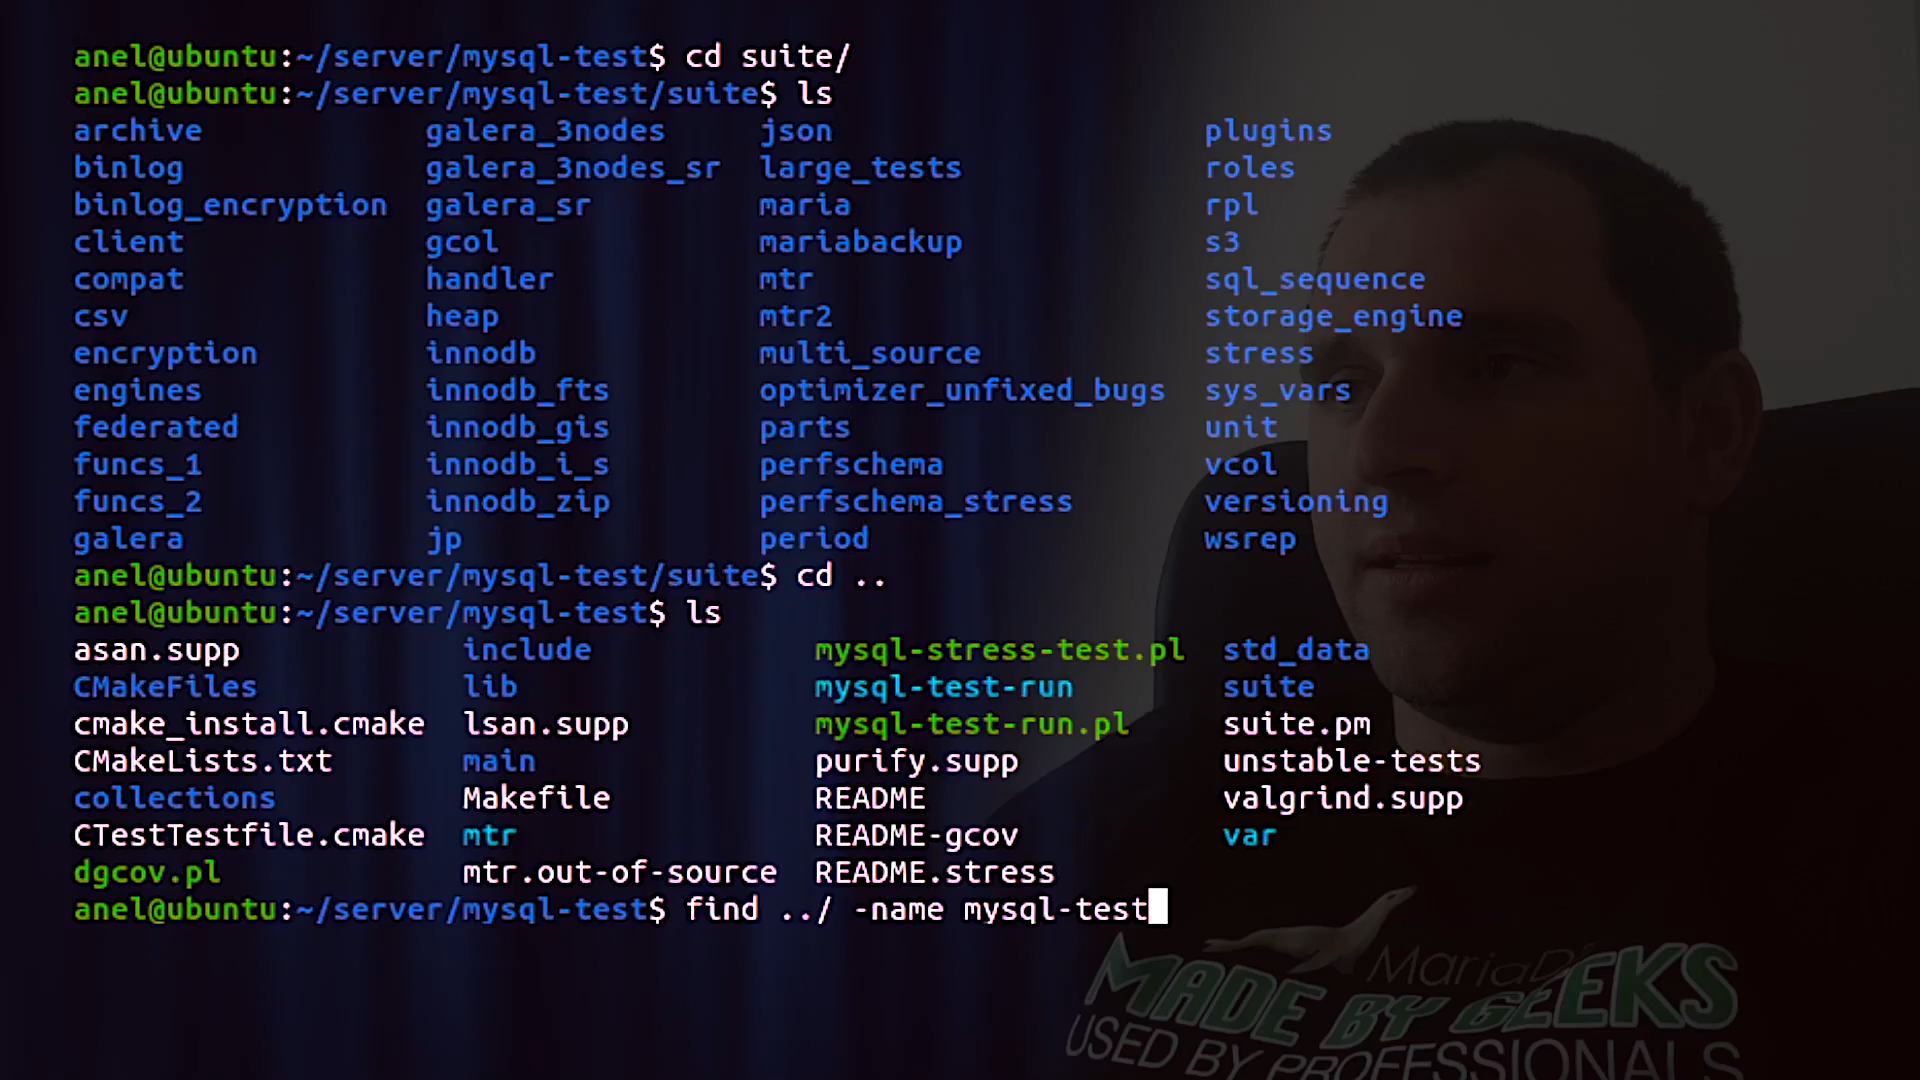 anel@ubuntu:~/server/mysql-test$ cd suite/
anel@ubuntu:~/server/mysql-test/suite$ ls
archive galera_3nodes json plugins
binlog galera_3nodes_sr large_tests roles
binlog_encryption galera_sr maria rpl
client gcol mariabackup s3
compat handler mtr sql_sequence
csv heap mtr2 storage_engine
encryption innodb multi_source stress
engines innodb_fts optimizer_unfixed_bugs sys_vars
federated innodb_gis parts unit
funcs_1 innodb_i_s perfschema vcol
funcs_2 innodb_zip perfschema_stress versioning
galera jp period wsrep
anel@ubuntu:~/server/mysql-test/suite$ cd ..
anel@ubuntu:~/server/mysql-test$ ls
asan.supp include mysql-stress-test.pl std_data
CMakeFiles lib mysql-test-run suite
cmake_install.cmake lsan.supp mysql-test-run.pl suite.pm
CMakeLists.txt main purify.supp unstable-tests
collections Makefile README valgrind.supp
CTestTestfile.cmake mtr README-gcov var
dgcov.pl mtr.out-of-source README.stress
anel@ubuntu:~/server/mysql-test$ find ../ -name mysql-test
MariaDB
MADE BY GEEKS
USED BY PROFESSIONALS